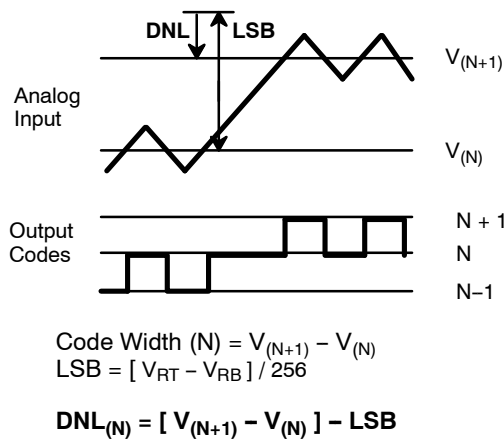 DNL LSB
V(N+1)
Analog
Input
V(N)
N + 1
Output
Codes
N
N–1
Code Width (N) = V(N+1) – V(N)
LSB = [ VRT – VRB ] / 256
DNL(N) = [ V(N+1) – V(N) ] – LSB